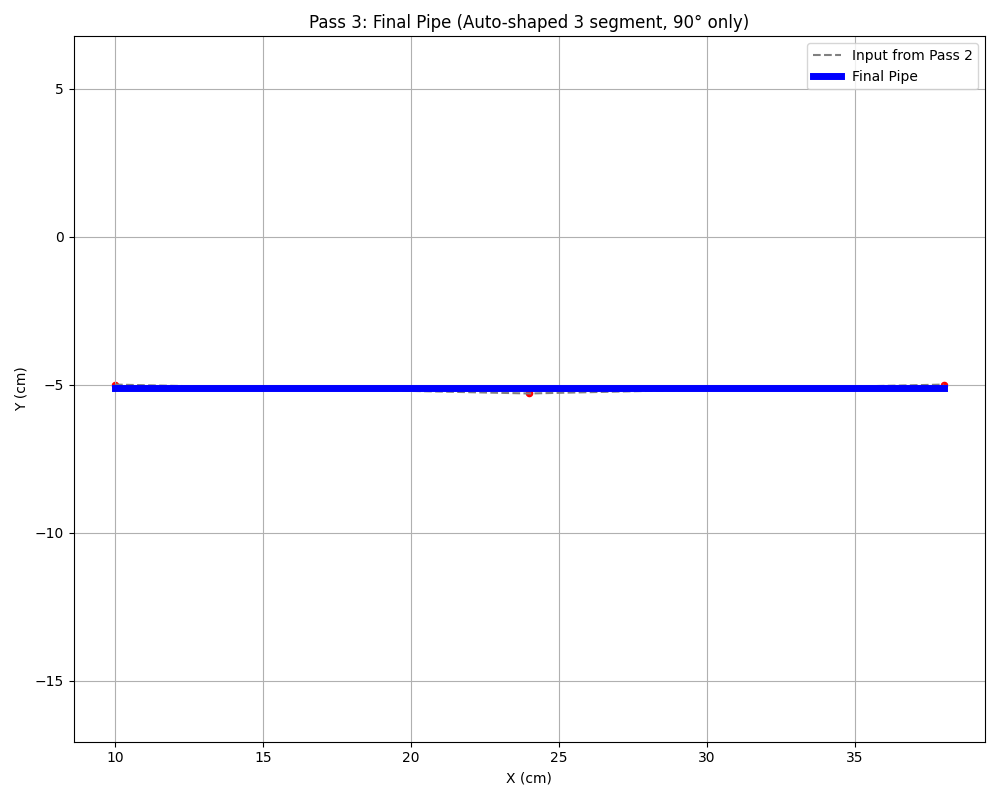 Pass 3: Final Pipe (Auto-shaped 3 segment, 90° only)
Input from Pass 2
Final Pipe
5
0
−5
−10
−15
Y (cm)
10 15 20 25 30 35
X (cm)